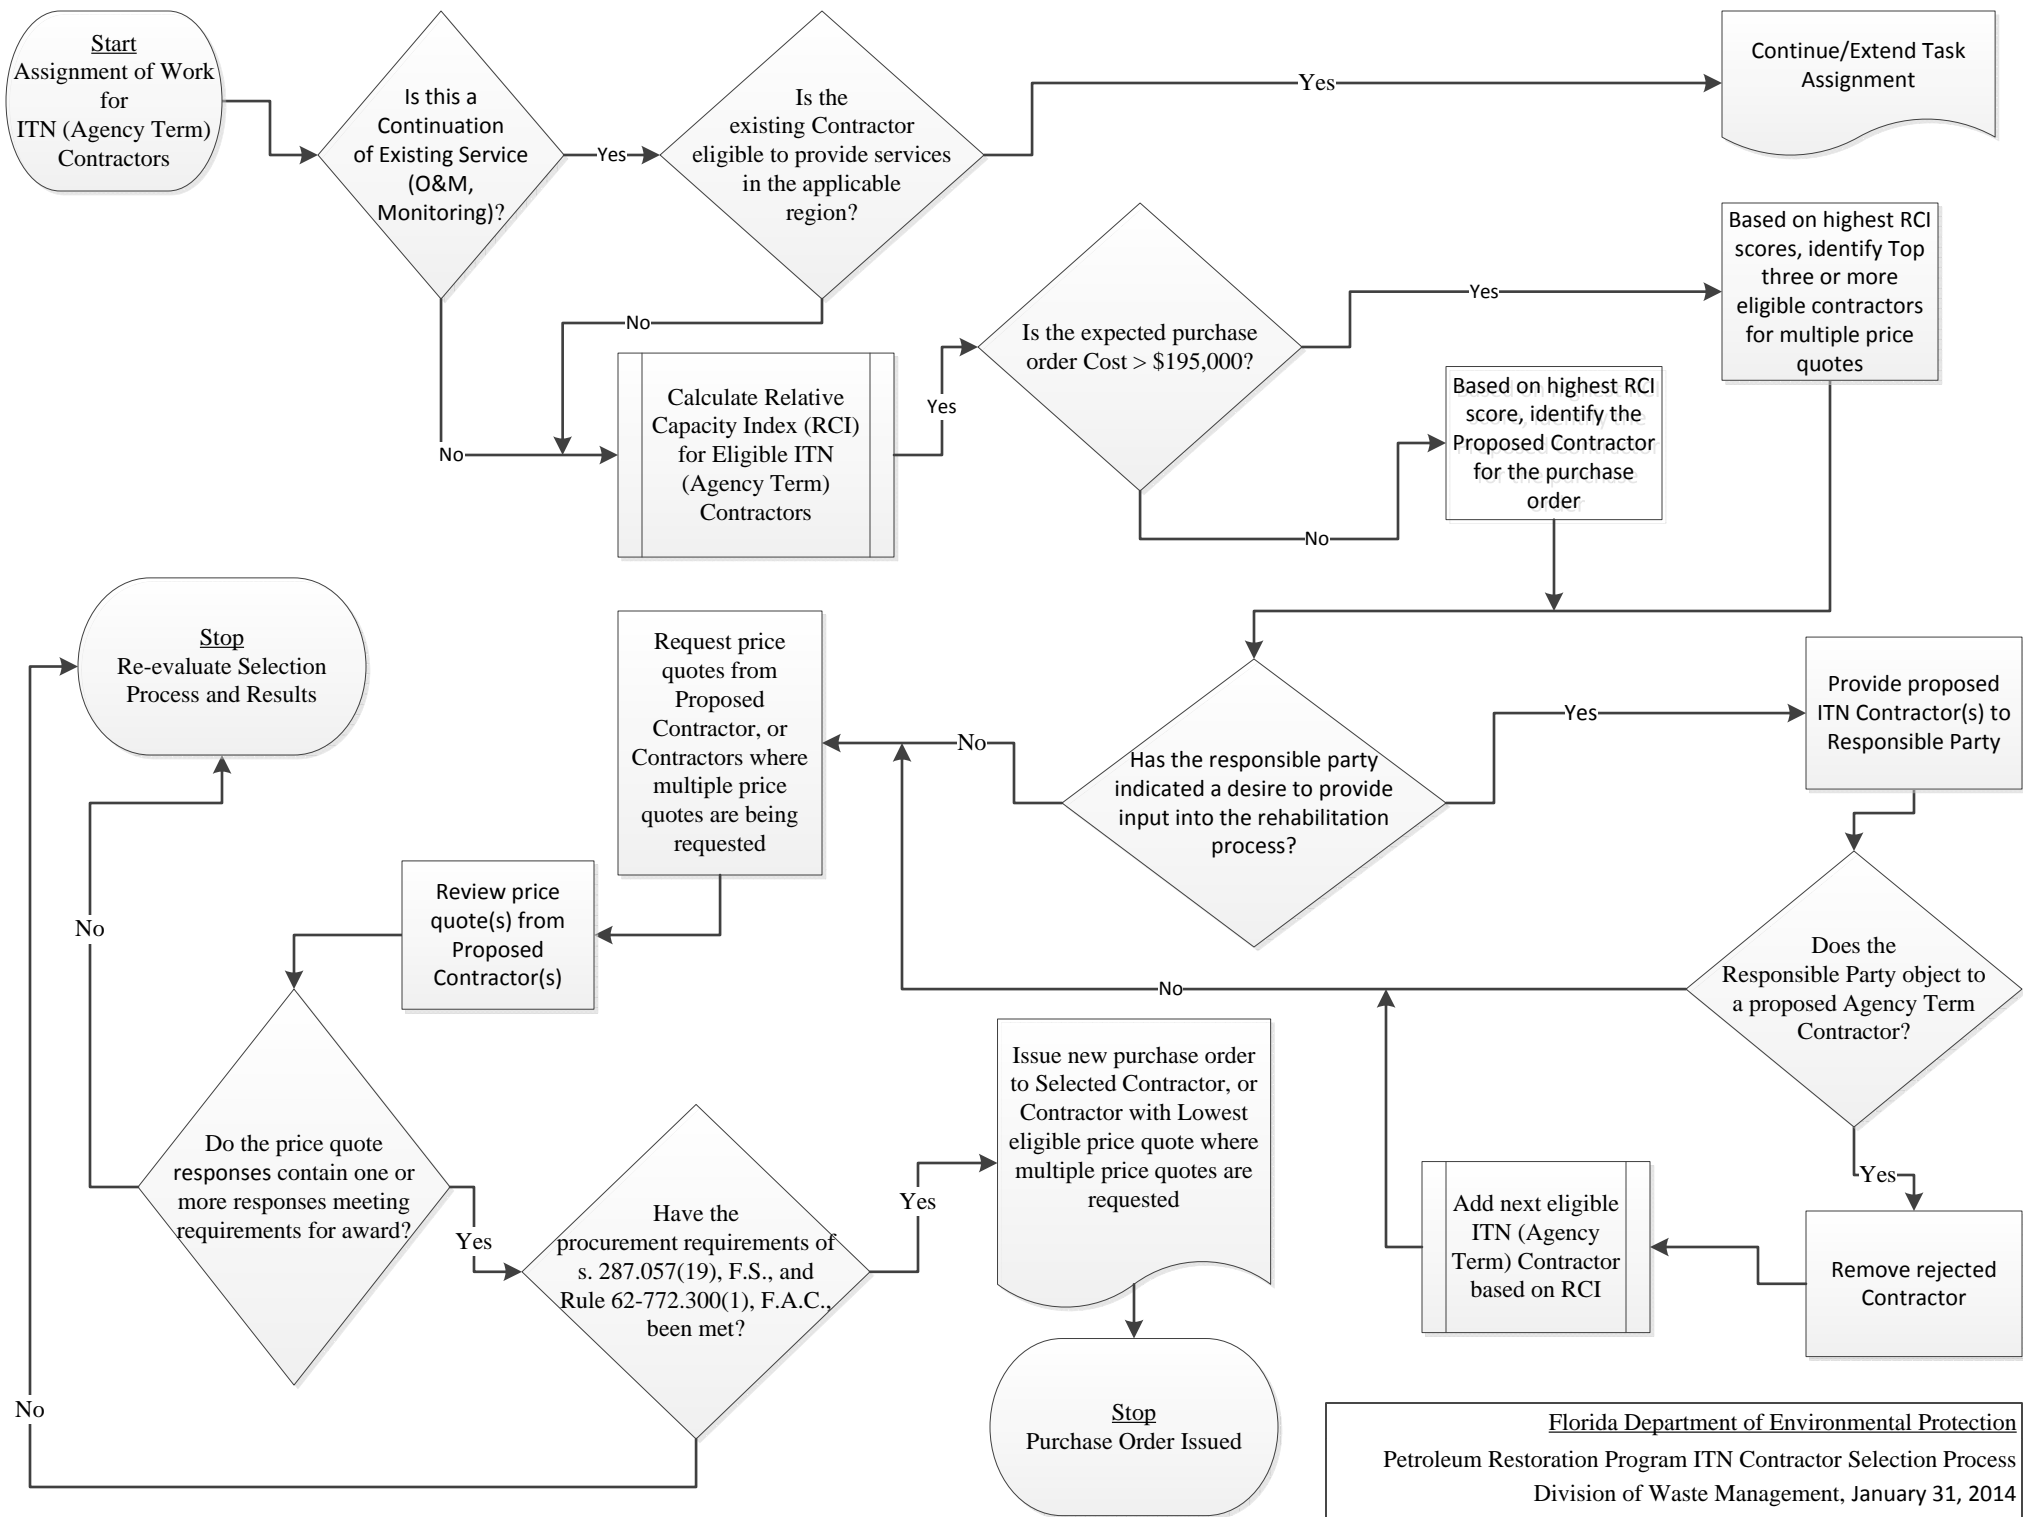 Start
Assignment of Work
for
ITN (Agency Term)
Contractors
Is this a
Continuation
of Existing Service
(O&M,
Monitoring)?
Yes
Is the
existing Contractor
eligible to provide services
in the applicable
region?
Yes
Continue/Extend Task
Assignment
No
No
Calculate Relative
Capacity Index (RCI)
for Eligible ITN
(Agency Term)
Contractors
Yes
Is the expected purchase
order Cost > $195,000?
Yes
Based on highest RCI
scores, identify Top
three or more
eligible contractors
for multiple price
quotes
No
Based on highest RCI
score, identify the
Proposed Contractor
for the purchase
order
Has the responsible party
indicated a desire to provide
input into the rehabilitation
process?
Yes
Provide proposed
ITN Contractor(s) to
Responsible Party
No
Request price
quotes from
Proposed
Contractor, or
Contractors where
multiple price
quotes are being
requested
Stop
Re-evaluate Selection
Process and Results
Review price
quote(s) from
Proposed
Contractor(s)
No
Does the
Responsible Party object to
a proposed Agency Term
Contractor?
No
Yes
Remove rejected
Contractor
Add next eligible
ITN (Agency
Term) Contractor
based on RCI
Do the price quote
responses contain one or
more responses meeting
requirements for award?
Yes
Have the
procurement requirements of
s. 287.057(19), F.S., and
Rule 62-772.300(1), F.A.C.,
been met?
Yes
Issue new purchase order
to Selected Contractor, or
Contractor with Lowest
eligible price quote where
multiple price quotes are
requested
No
Stop
Purchase Order Issued
Florida Department of Environmental Protection
Petroleum Restoration Program ITN Contractor Selection Process
Division of Waste Management, January 31, 2014